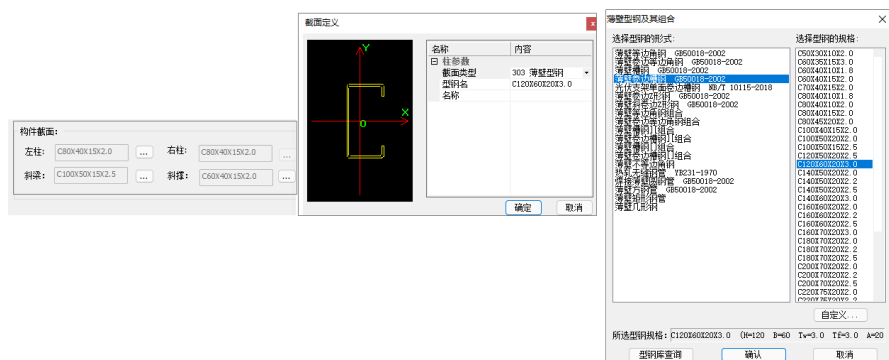 构件截面:
左柱: C80X40X15X2.0 ... 右柱: C80X40X15X2.0 ...
斜梁: C100X50X15X2.5 ... 斜撑: C60X40X15X2.0 ...
截面定义 x
Y
X
0
名称 内容
柱参数
截面类型 303 薄壁型钢
型钢名 C120X60X20X3.0
名称
确定 取消
薄壁型钢及其组合
选择型钢的形式:
薄壁等边角钢 GB50018-2002
薄壁卷边等边角钢 GB50018-2002
薄壁槽钢 GB50018-2002
薄壁卷边槽钢 GB50018-2002
光伏支架单面卷边槽钢 NB/T 10115-2018
薄壁卷边Z形钢 GB50018-2002
薄壁斜卷边Z形钢 GB50018-2002
薄壁等边角钢组合
薄壁卷边等边角钢组合
薄壁槽钢][组合
薄壁卷边槽钢][组合
薄壁槽钢[]组合
薄壁卷边槽钢[]组合
薄壁不等边角钢
热轧无缝钢管 YB231-1970
焊接薄壁圆钢管 GB50018-2002
薄壁方钢管 GB50018-2002
薄壁矩形钢管
薄壁几形钢
选择型钢的规格:
C50X30X10X2.0
C60X35X15X3.0
C60X40X10X1.8
C60X40X15X2.0
C70X40X15X2.0
C80X40X10X1.8
C80X40X10X2.0
C80X40X15X2.0
C80X45X20X2.0
C100X40X15X2.0
C100X50X20X2.0
C100X50X15X2.5
C120X50X20X2.5
C120X60X20X3.0
C140X50X20X2.0
C140X50X20X2.2
C140X50X20X2.5
C140X60X20X3.0
C160X60X20X2.0
C160X60X20X2.2
C160X60X20X2.5
C160X70X20X3.0
C180X70X20X2.0
C180X70X20X2.2
C180X70X20X2.5
C200X70X20X2.0
C200X70X20X2.2
C200X70X20X2.5
C220X75X20X2.0
C220X75X20X2.2
自定义...
所选型钢规格: C120X60X20X3.0 (H=120 B=60 Tw=3.0 Tf=3.0 A=20
型钢库查询 确认 取消